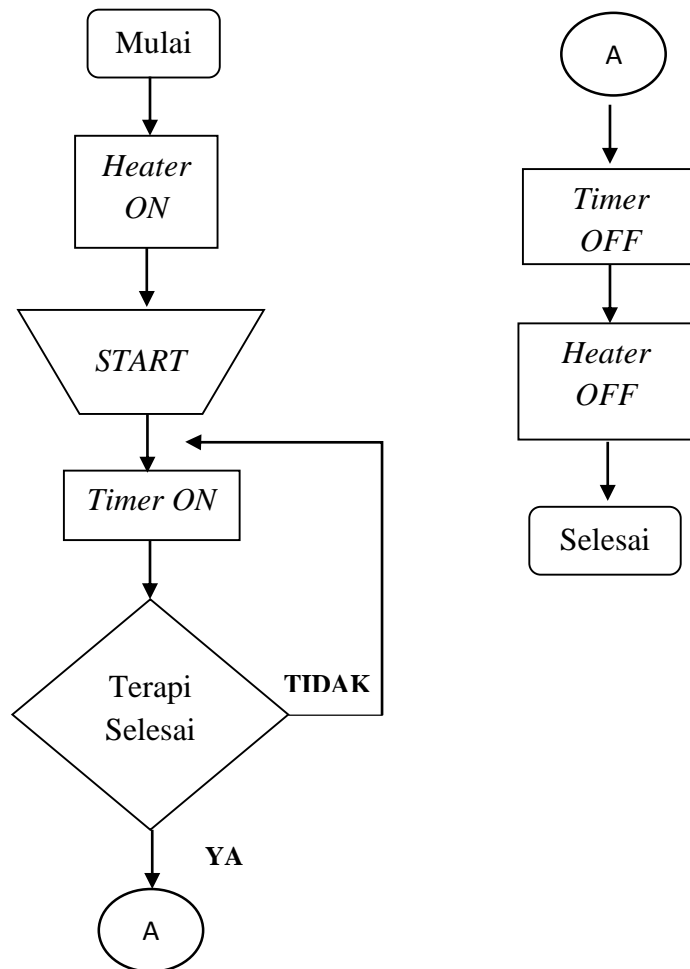 Mulai
Heater
ON
START
Timer ON
Terapi
Selesai
TIDAK
YA
A
A
Timer
OFF
Heater
OFF
Selesai